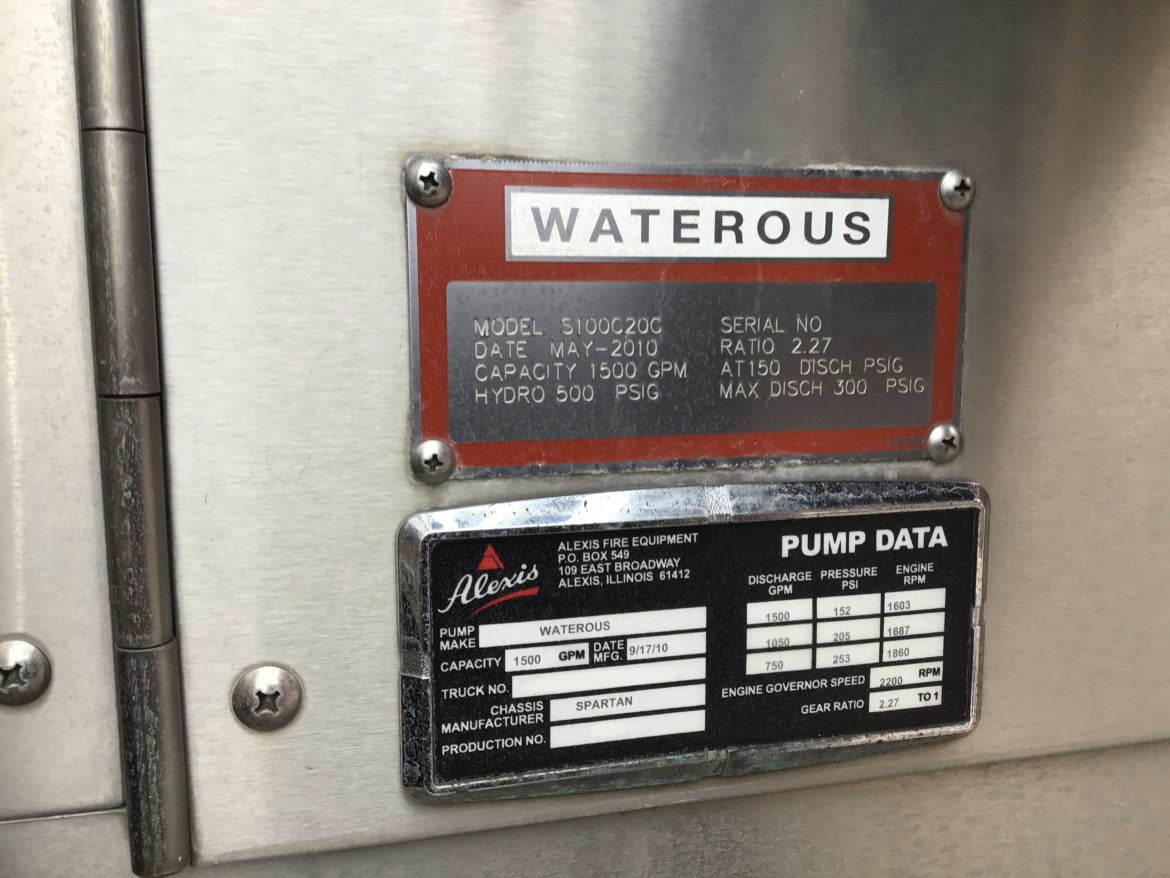 WATEROUS
MODEL S100C20C SERIAL NO
DATE MAY-2010 RATIO 2.27
CAPACITY 1500 GPM AT150 DISCH PSIG
HYDRO 500 PSIG MAX DISCH 300 PSIG
Alexis
ALEXIS FIRE EQUIPMENT
P.O. BOX 549
109 EAST BROADWAY
ALEXIS, ILLINOIS 61412
PUMP MAKE WATEROUS
CAPACITY 1500 GPM DATE MFG. 9/17/10
TRUCK NO.
CHASSIS MANUFACTURER SPARTAN
PRODUCTION NO.
PUMP DATA
DISCHARGE GPM PRESSURE PSI ENGINE RPM
1500 152 1603
1050 205 1687
750 253 1860
ENGINE GOVERNOR SPEED 2200 RPM
GEAR RATIO 2.27 TO 1